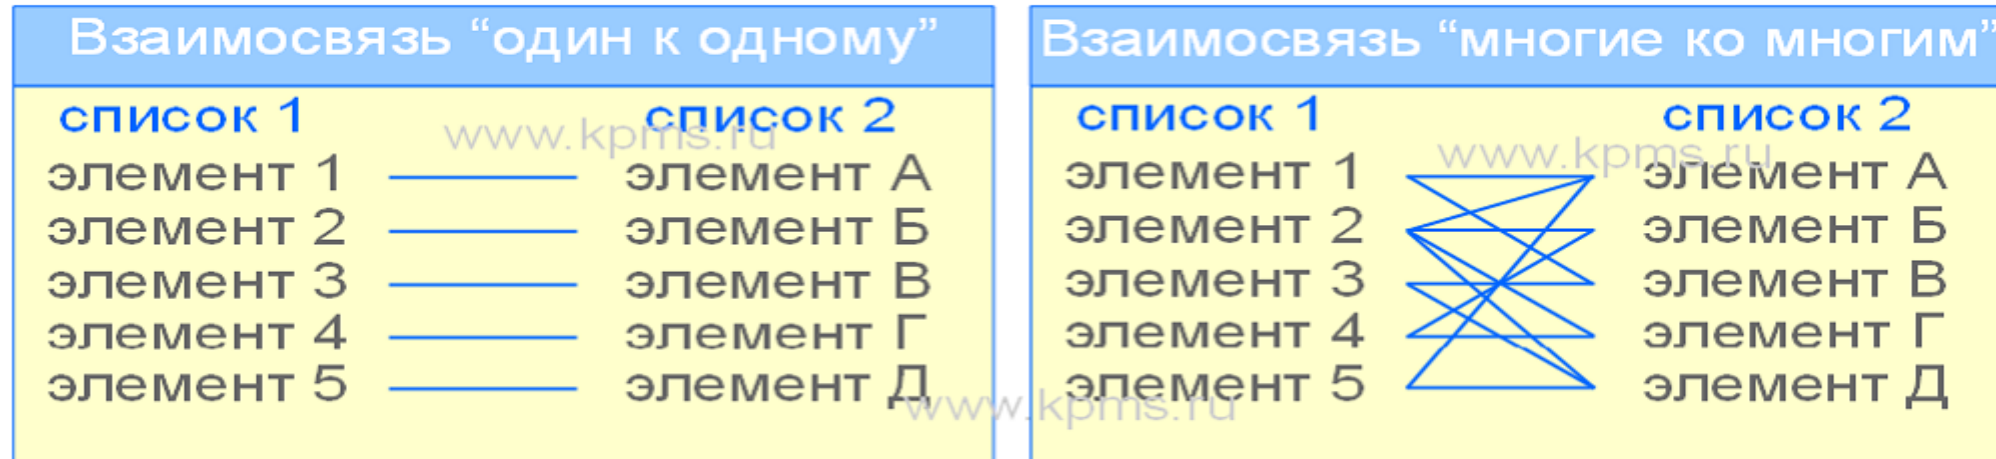 Взаимосвязь “один к одному”
список 1 список 2
элемент 1 элемент А
элемент 2 элемент Б
элемент 3 элемент В
элемент 4 элемент Г
элемент 5 элемент Д
www.kpms.ru
Взаимосвязь “многие ко многим”
список 1 список 2
www.kpms.ru
элемент 1 элемент А
элемент 2 элемент Б
элемент 3 элемент В
элемент 4 элемент Г
элемент 5 элемент Д
www.kpms.ru